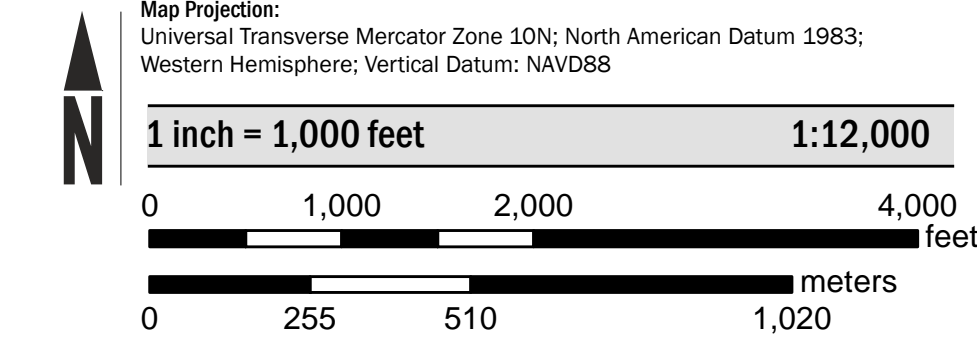 Map Projection:
Universal Transverse Mercator Zone 10N; North American Datum 1983;
Western Hemisphere; Vertical Datum: NAVD88
N
1 inch = 1,000 feet 1:12,000
0 1,000 2,000 4,000
feet
meters
0 255 510 1,020